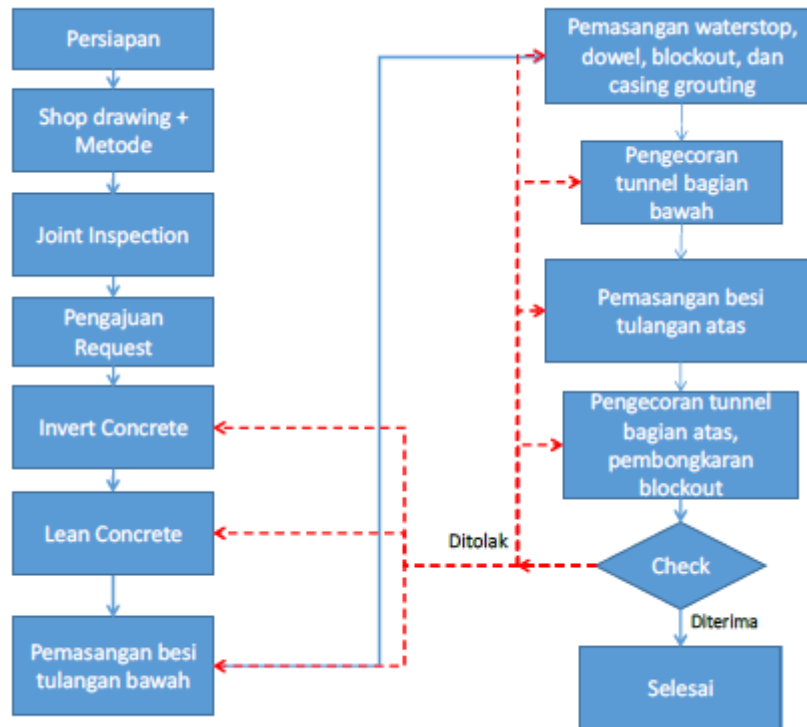 Persiapan
Shop drawing +
Metode
Joint Inspection
Pengajuan
Request
Invert Concrete
Lean Concrete
Pemasangan besi
tulangan bawah
Pemasangan waterstop,
dowel, blockout, dan
casing grouting
Pengecoran
tunnel bagian
bawah
Pemasangan besi
tulangan atas
Pengecoran tunnel
bagian atas,
pembongkaran
blockout
Ditolak
Check
Diterima
Selesai